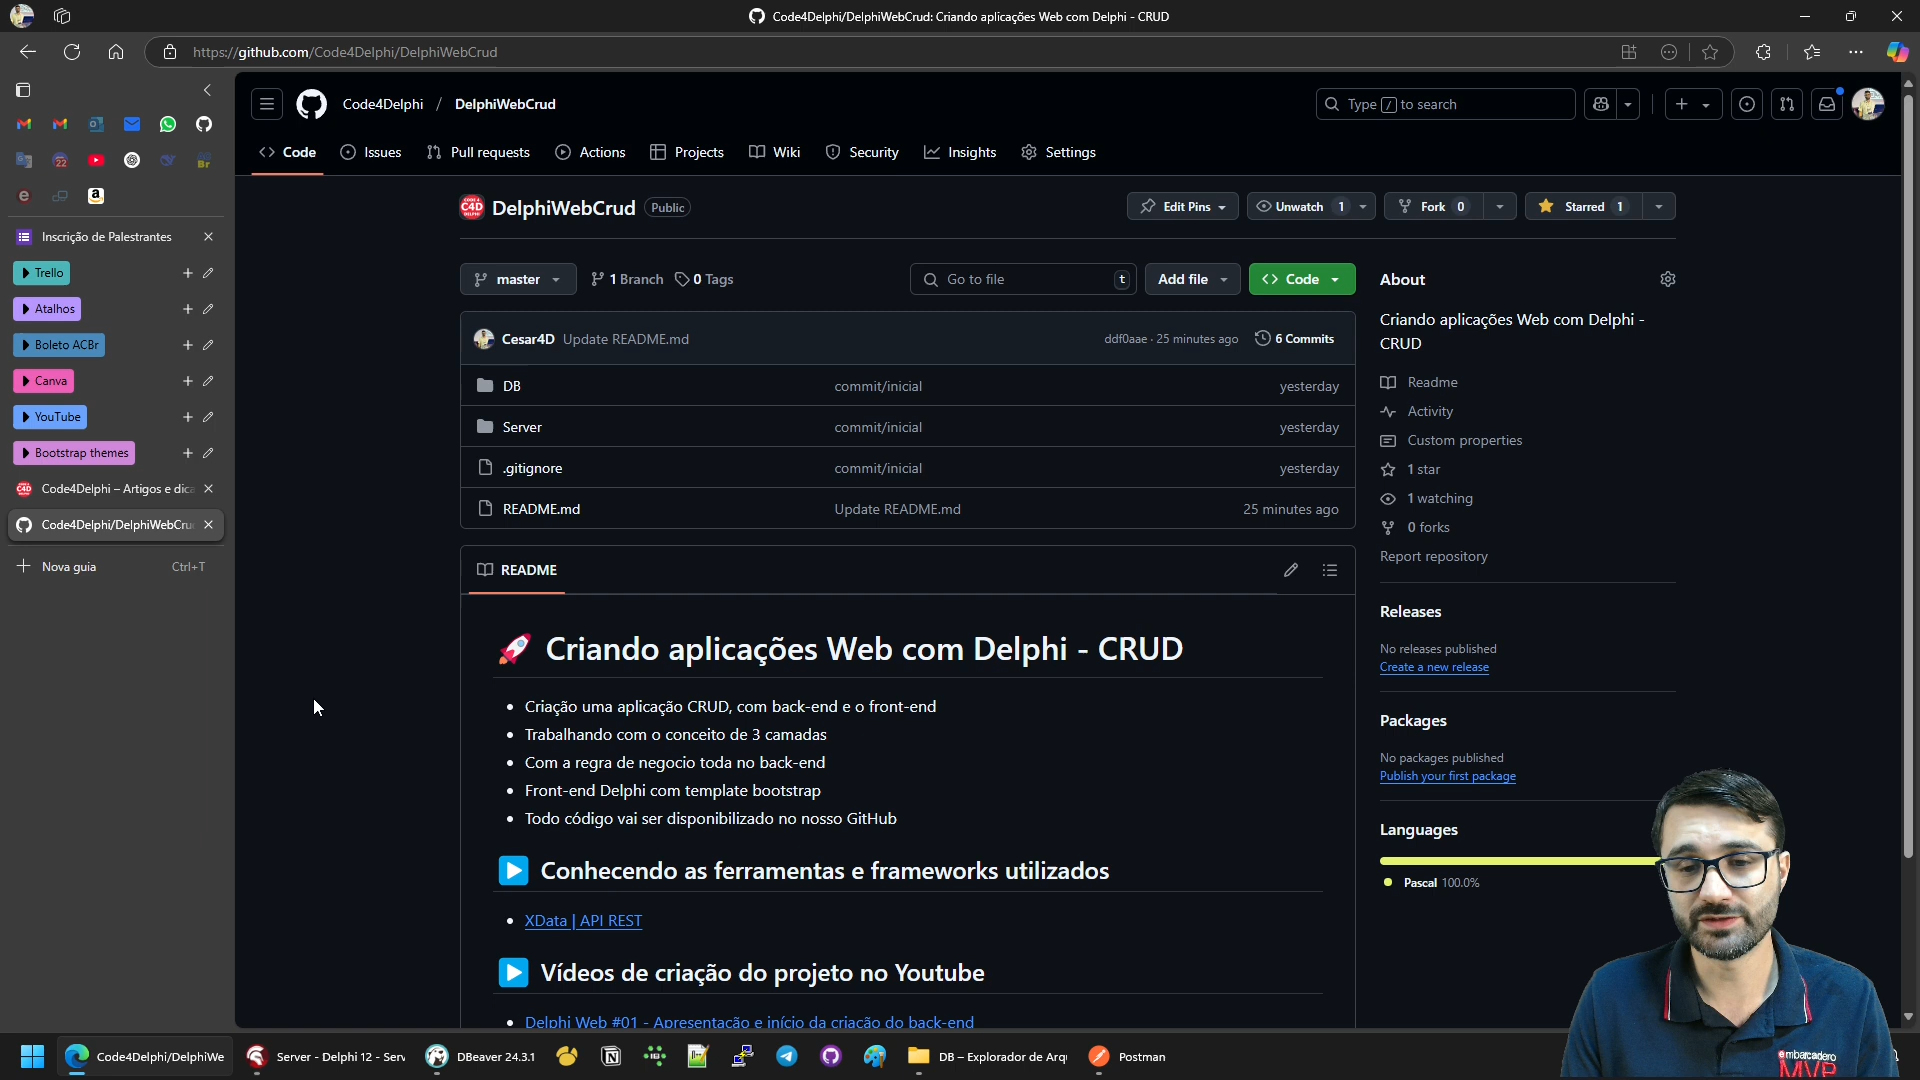 Code4Delphi/DelphiWebCrud: Criando aplicações Web com Delphi - CRUD
https://github.com/Code4Delphi/DelphiWebCrud
Code4Delphi / DelphiWebCrud
Type / to search
Code
Issues
Pull requests
Actions
Projects
Wiki
Security
Insights
Settings
22
Br
Inscrição de Palestrantes
Trello
Atalhos
Boleto ACBr
Canva
YouTube
Bootstrap themes
Code4Delphi – Artigos e dica
Code4Delphi/DelphiWebCru
Nova guia Ctrl+T
C4D DelphiWebCrud Public
Edit Pins
Unwatch 1
Fork 0
Starred 1
master
1 Branch 0 Tags
Go to file t
Add file
Code
Cesar4D Update README.md ddf0aae · 25 minutes ago 6 Commits
DB commit/inicial yesterday
Server commit/inicial yesterday
.gitignore commit/inicial yesterday
README.md Update README.md 25 minutes ago
README
🚀 Criando aplicações Web com Delphi - CRUD
• Criação uma aplicação CRUD, com back-end e o front-end
• Trabalhando com o conceito de 3 camadas
• Com a regra de negocio toda no back-end
• Front-end Delphi com template bootstrap
• Todo código vai ser disponibilizado no nosso GitHub
▶️ Conhecendo as ferramentas e frameworks utilizados
• XData | API REST
▶️ Vídeos de criação do projeto no Youtube
• Delphi Web #01 - Apresentação e início da criação do back-end
About
Criando aplicações Web com Delphi -
CRUD
Readme
Activity
Custom properties
1 star
1 watching
0 forks
Report repository
Releases
No releases published
Create a new release
Packages
No packages published
Publish your first package
Languages
Pascal 100.0%
embarcadero
MVP
Code4Delphi/DelphiWe
Server - Delphi 12 - Serv
DBeaver 24.3.1
DB – Explorador de Arqu
Postman